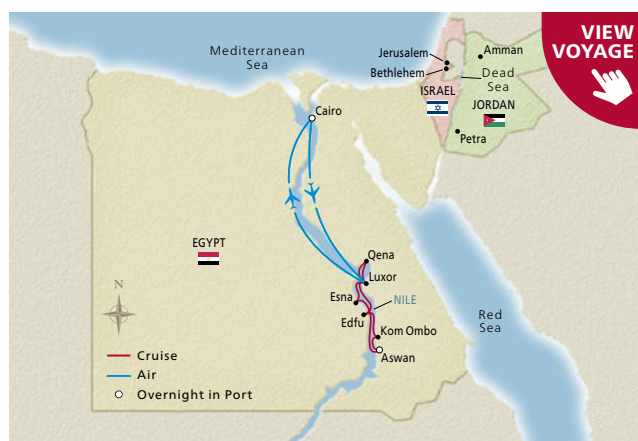 VIEW
VOYAGE
Mediterranean
Sea
Jerusalem
Bethlehem
Amman
Dead
Sea
ISRAEL
JORDAN
Petra
Cairo
EGYPT
Qena
Luxor
Esna
NILE
Edfu
Kom Ombo
Aswan
Red
Sea
N
Cruise
Air
Overnight in Port